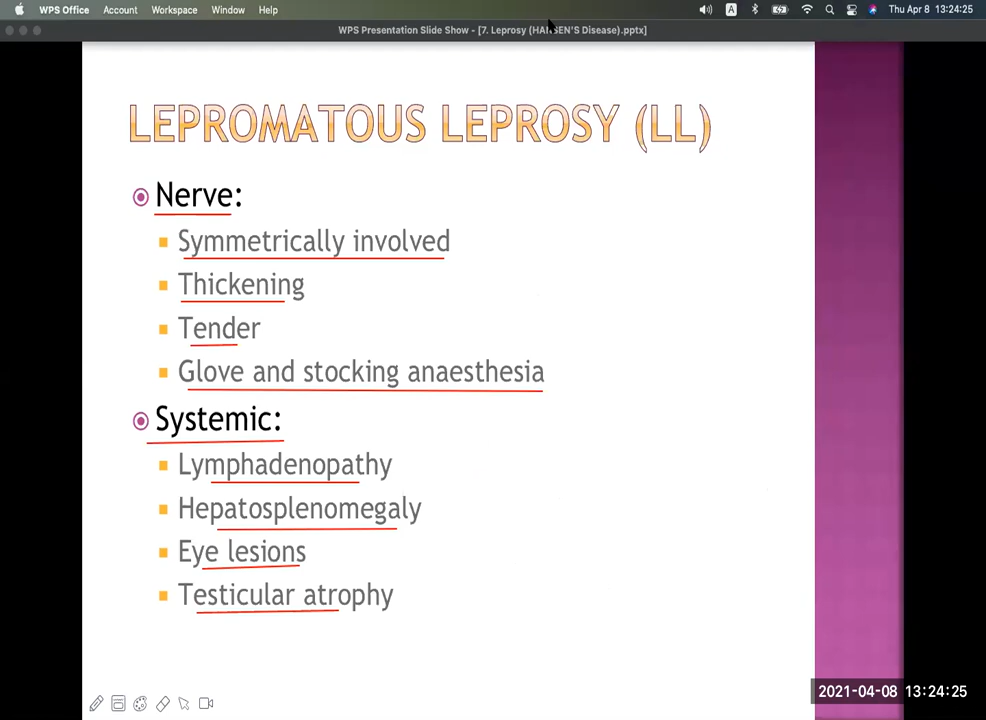 WPS Office Account Workspace Window Help A Thu Apr 8 13:24:25
WPS Presentation Slide Show - [7. Leprosy (HANSEN'S Disease).pptx]
LEPROMATOUS LEPROSY (LL)
Nerve:
Symmetrically involved
Thickening
Tender
Glove and stocking anaesthesia
Systemic:
Lymphadenopathy
Hepatosplenomegaly
Eye lesions
Testicular atrophy
2021-04-08 13:24:25